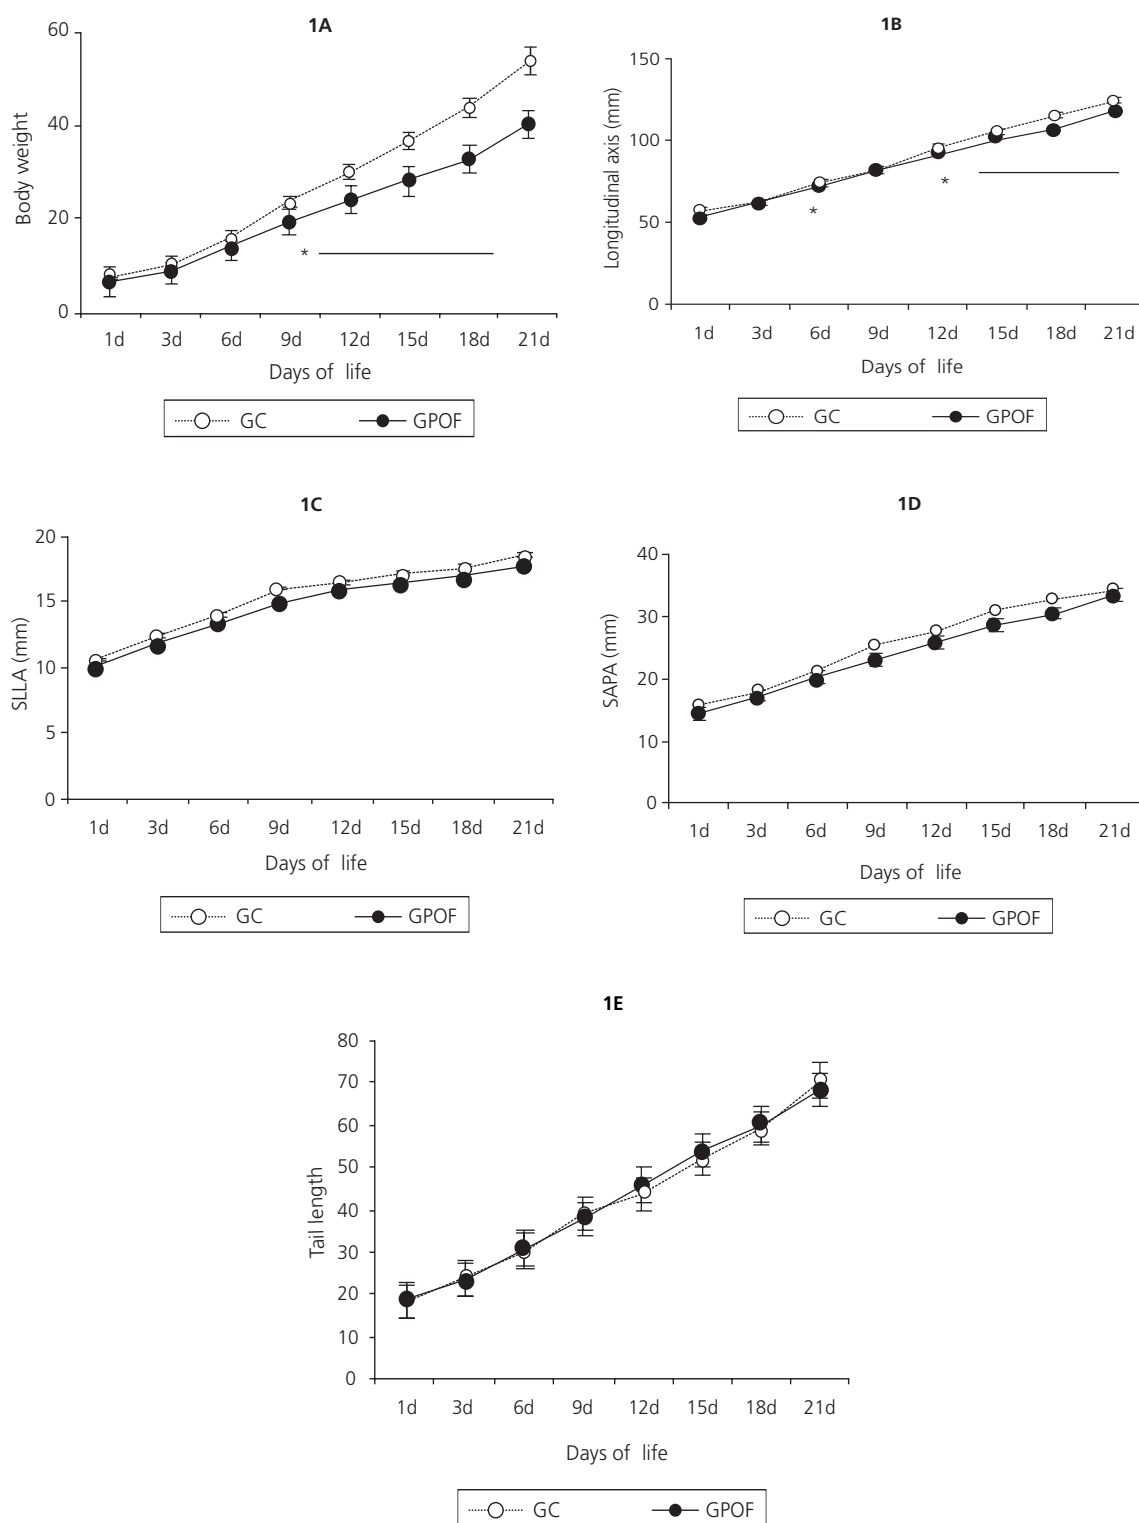 1A
60
40
20
0
Body weight
*
1d 3d 6d 9d 12d 15d 18d 21d
Days of life
GC GPOF
1B
150
100
50
0
Longitudinal axis (mm)
*
*
1d 3d 6d 9d 12d 15d 18d 21d
Days of life
GC GPOF
1C
20
15
10
5
0
SLLA (mm)
1d 3d 6d 9d 12d 15d 18d 21d
Days of life
GC GPOF
1D
40
30
20
10
0
SAPA (mm)
1d 3d 6d 9d 12d 15d 18d 21d
Days of life
GC GPOF
1E
80
70
60
50
40
30
20
10
0
Tail length
1d 3d 6d 9d 12d 15d 18d 21d
Days of life
GC GPOF